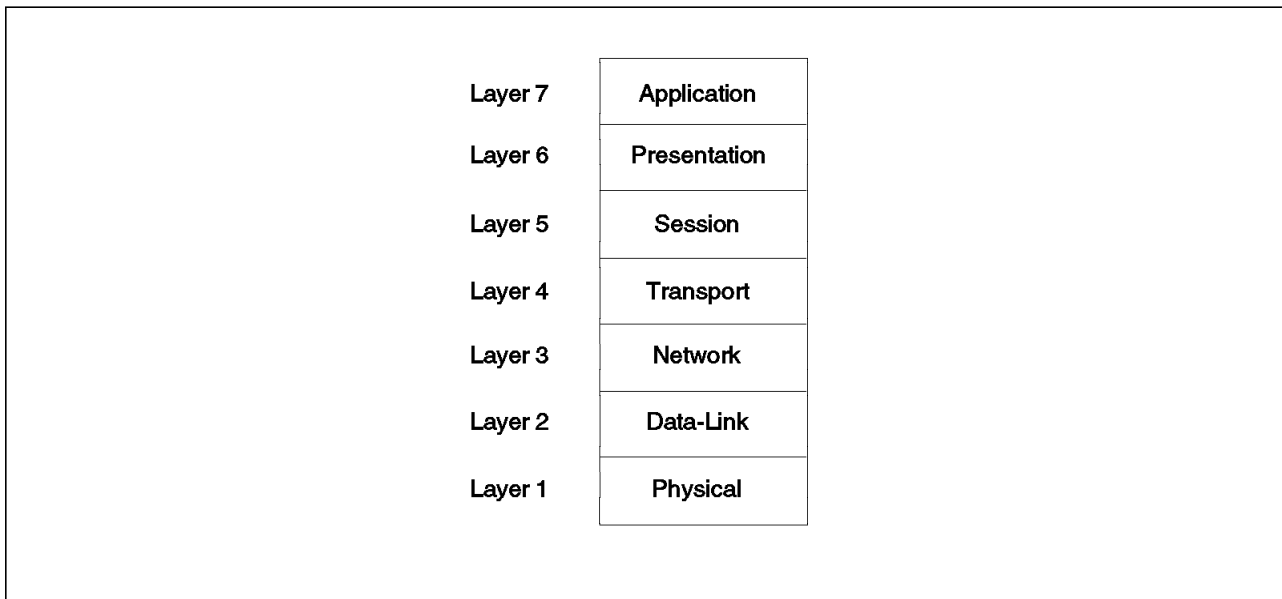 Layer 7 Application
Layer 6 Presentation
Layer 5 Session
Layer 4 Transport
Layer 3 Network
Layer 2 Data-Link
Layer 1 Physical